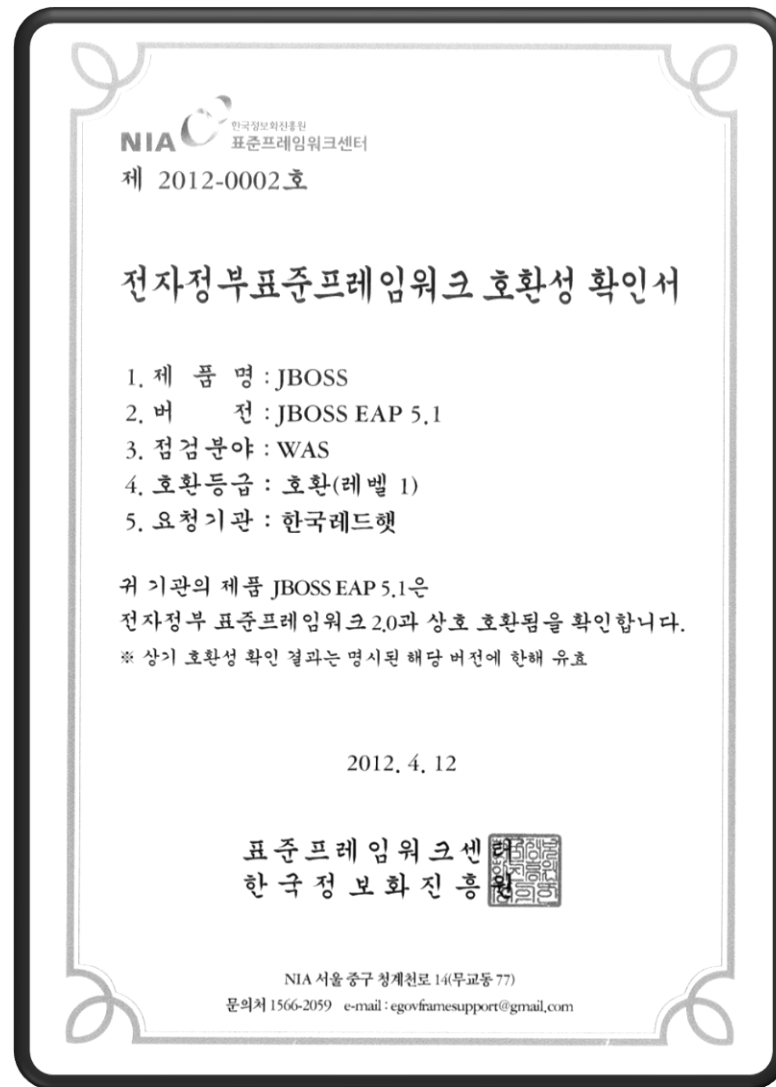 NIA 한국정보화진흥원
표준프레임워크센터
제 2012-0002호
전자정부표준프레임워크 호환성 확인서
1. 제 품 명 : JBOSS
2. 버 전 : JBOSS EAP 5.1
3. 점검분야 : WAS
4. 호환등급 : 호환(레벨 1)
5. 요청기관 : 한국레드햇
귀 기관의 제품 JBOSS EAP 5.1은
전자정부 표준프레임워크 2.0과 상호 호환됨을 확인합니다.
※ 상기 호환성 확인 결과는 명시된 해당 버전에 한해 유효
2012. 4. 12
표준프레임워크센터
한국정보화진흥원
NIA 서울 중구 청계천로 14(무교동 77)
문의처 1566-2059 e-mail : egovframesupport@gmail.com